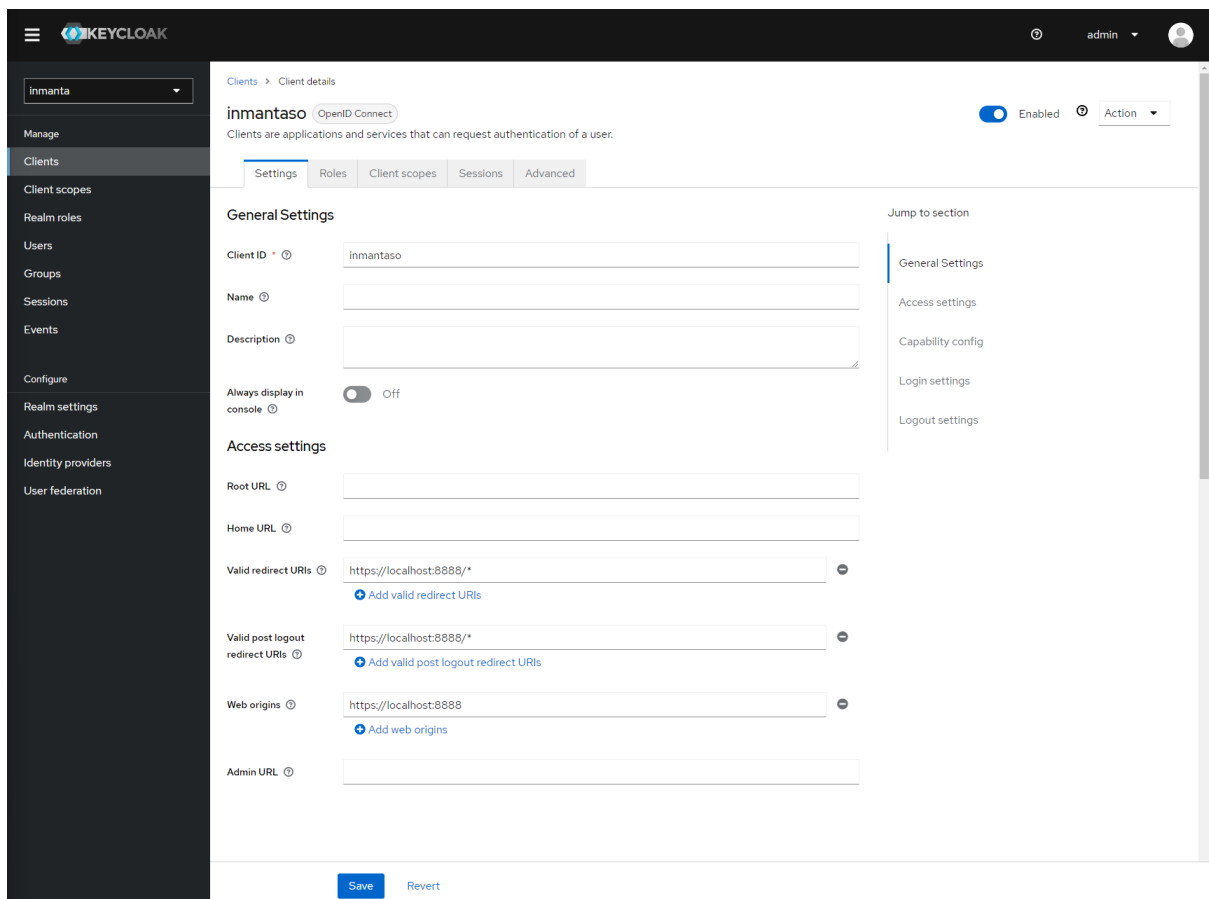 KEYCLOAK
admin
inmanta
Manage
Clients
Client scopes
Realm roles
Users
Groups
Sessions
Events
Configure
Realm settings
Authentication
Identity providers
User federation
Clients > Client details
inmantaso OpenID Connect
Enabled
Action
Clients are applications and services that can request authentication of a user.
Settings Roles Client scopes Sessions Advanced
General Settings
Client ID * inmantaso
Name
Description
Always display in
console
Off
Access settings
Root URL
Home URL
Valid redirect URIs https://localhost:8888/*
Add valid redirect URIs
Valid post logout
redirect URIs
https://localhost:8888/*
Add valid post logout redirect URIs
Web origins https://localhost:8888
Add web origins
Admin URL
Save Revert
Jump to section
General Settings
Access settings
Capability config
Login settings
Logout settings